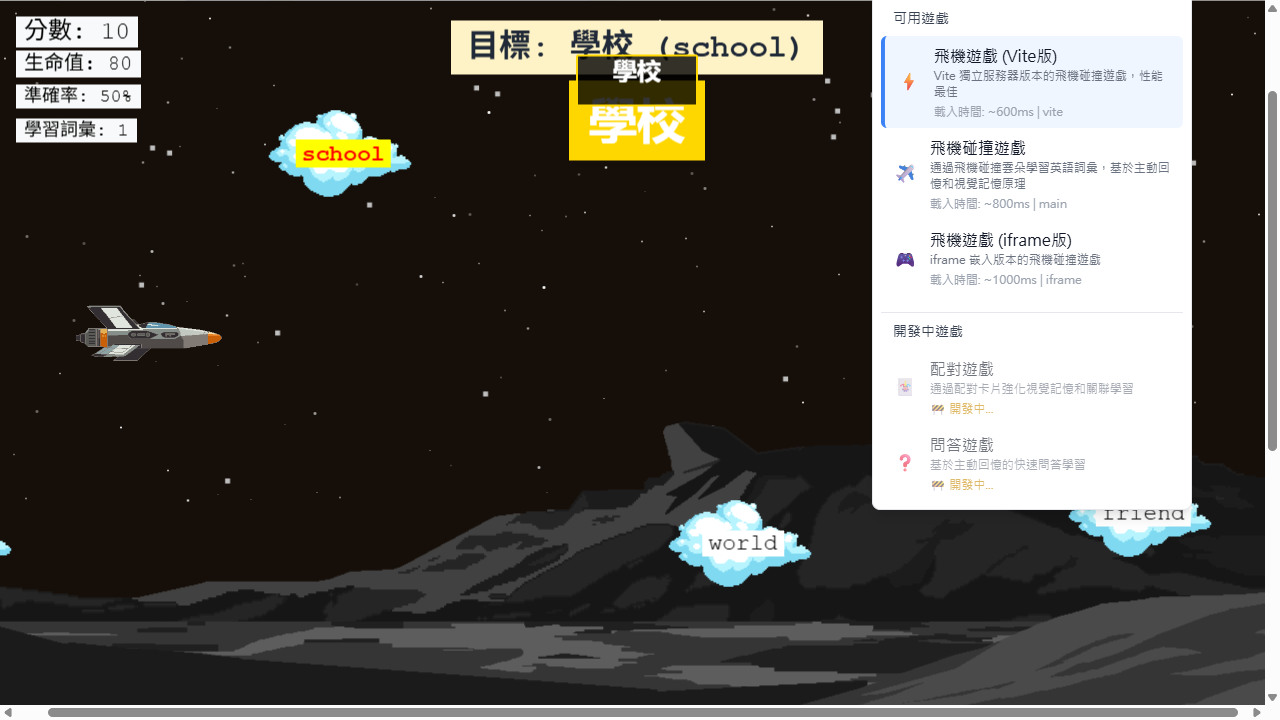 分數: 10
生命值: 80
準確率: 50%
學習詞彙: 1
目標: 學校 (school)
學校
學校
school
world
friend
可用遊戲
飛機遊戲 (Vite版)
Vite 獨立服務器版本的飛機碰撞遊戲，性能
最佳
載入時間: ~600ms | vite
飛機碰撞遊戲
通過飛機碰撞雲朵學習英語詞彙，基於主動回
憶和視覺記憶原理
載入時間: ~800ms | main
飛機遊戲 (iframe版)
iframe 嵌入版本的飛機碰撞遊戲
載入時間: ~1000ms | iframe
開發中遊戲
配對遊戲
通過配對卡片強化視覺記憶和關聯學習
開發中...
問答遊戲
基於主動回憶的快速問答學習
開發中...